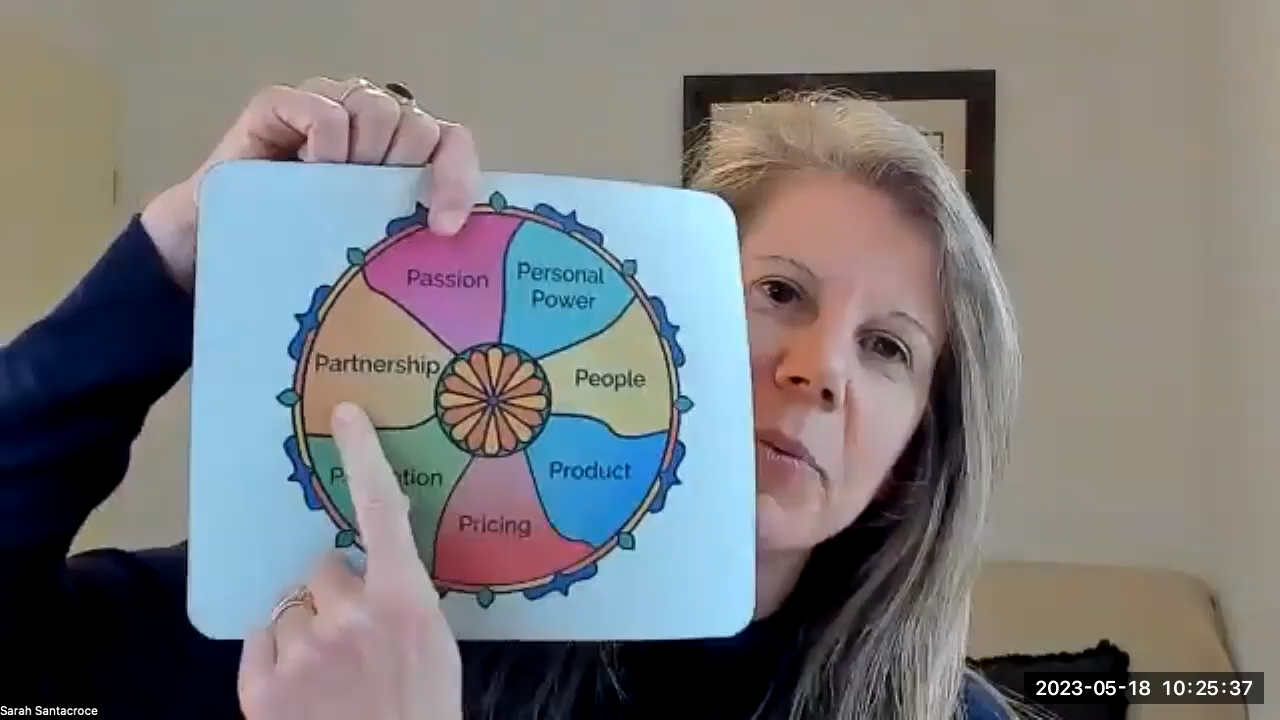 Passion
Personal
Power
Partnership
People
Product
Pricing
Sarah Santacroce
2023-05-18 10:25:37